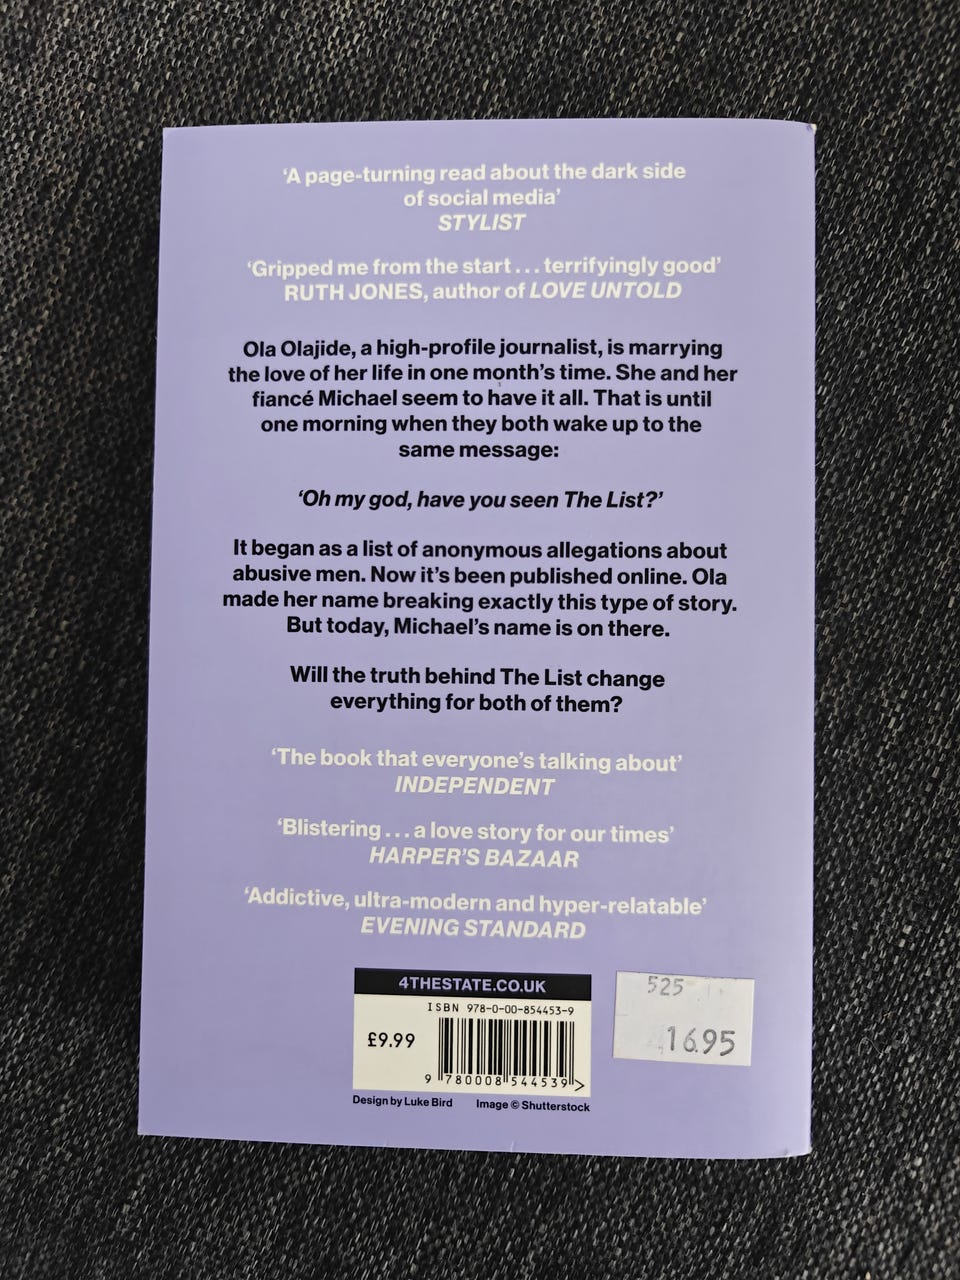 ‘A page-turning read about the dark side
of social media’
STYLIST
‘Gripped me from the start . . . terrifyingly good’
RUTH JONES, author of LOVE UNTOLD
Ola Olajide, a high-profile journalist, is marrying
the love of her life in one month’s time. She and her
fiancé Michael seem to have it all. That is until
one morning when they both wake up to the
same message:
‘Oh my god, have you seen The List?’
It began as a list of anonymous allegations about
abusive men. Now it’s been published online. Ola
made her name breaking exactly this type of story.
But today, Michael’s name is on there.
Will the truth behind The List change
everything for both of them?
‘The book that everyone’s talking about’
INDEPENDENT
‘Blistering . . . a love story for our times’
HARPER’S BAZAAR
‘Addictive, ultra-modern and hyper-relatable’
EVENING STANDARD
4THESTATE.CO.UK
ISBN 978-0-00-854453-9
£9.99
9 780008 544539 >
Design by Luke Bird
Image © Shutterstock
525
16.95